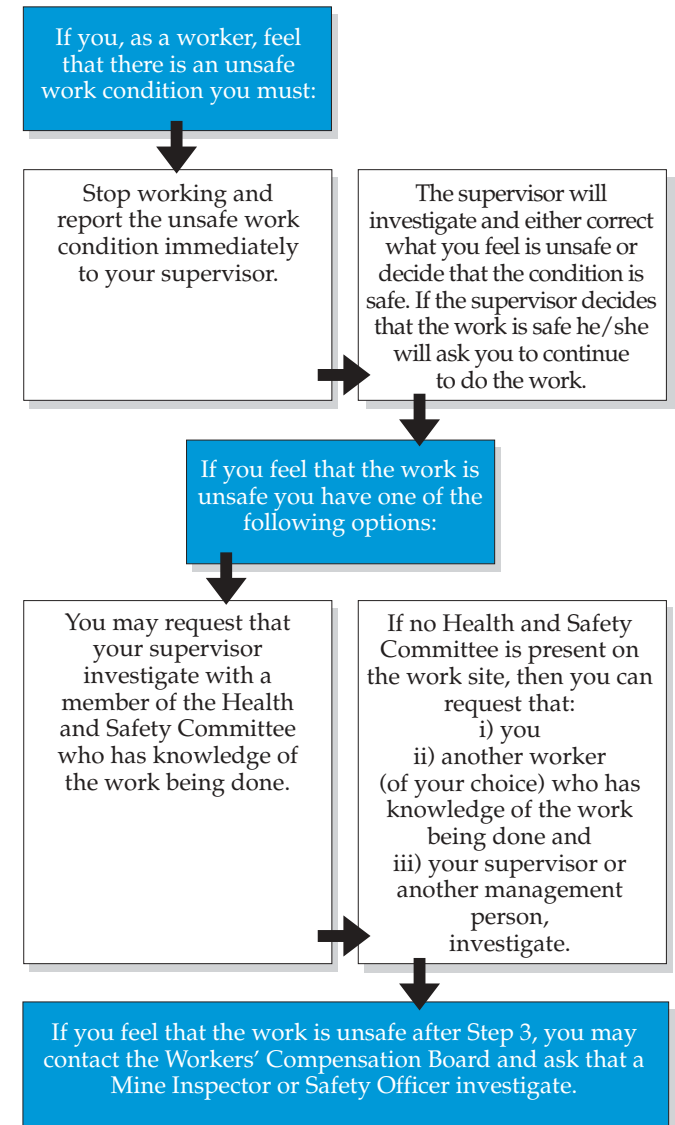 If you, as a worker, feel
that there is an unsafe
work condition you must:
Stop working and
report the unsafe work
condition immediately
to your supervisor.
The supervisor will
investigate and either correct
what you feel is unsafe or
decide that the condition is
safe. If the supervisor decides
that the work is safe he/she
will ask you to continue
to do the work.
If you feel that the work is
unsafe you have one of the
following options:
You may request that
your supervisor
investigate with a
member of the Health
and Safety Committee
who has knowledge of
the work being done.
If no Health and Safety
Committee is present on
the work site, then you can
request that:
i) you
ii) another worker
(of your choice) who has
knowledge of the work
being done and
iii) your supervisor or
another management
person,
investigate.
If you feel that the work is unsafe after Step 3, you may
contact the Workers’ Compensation Board and ask that a
Mine Inspector or Safety Officer investigate.